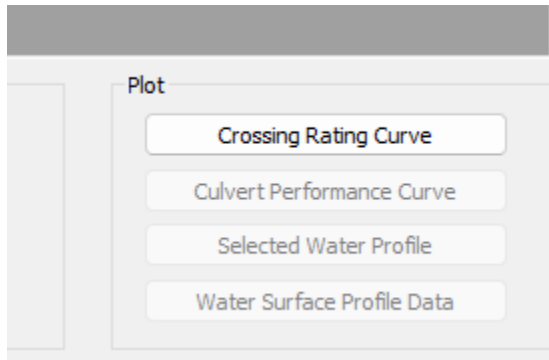 Plot
Crossing Rating Curve
Culvert Performance Curve
Selected Water Profile
Water Surface Profile Data